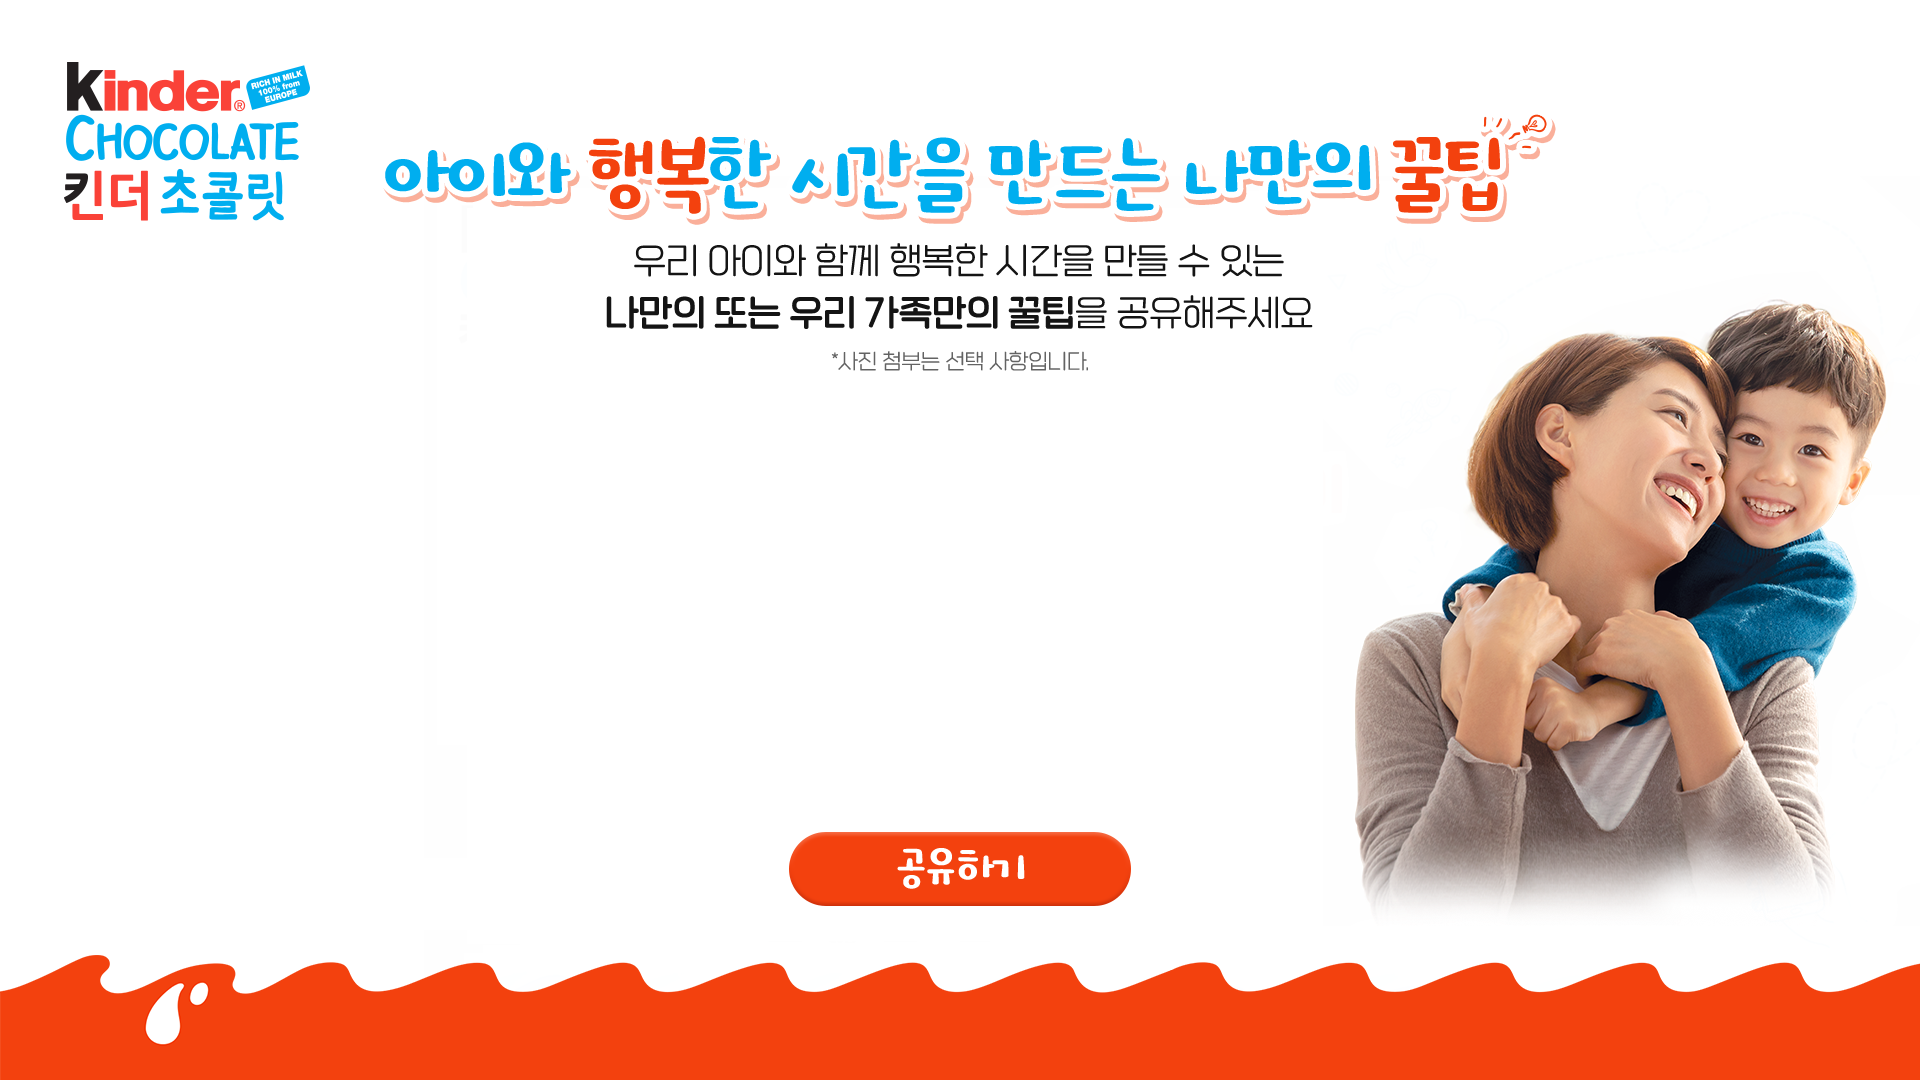 Kinder®
RICH IN MILK
100% from
EUROPE
CHOCOLATE
킨더 초콜릿
아이와 행복한 시간을 만드는 나만의 꿀팁
우리 아이와 함께 행복한 시간을 만들 수 있는
나만의 또는 우리 가족만의 꿀팁을 공유해주세요
*사진 첨부는 선택 사항입니다.
공유하기